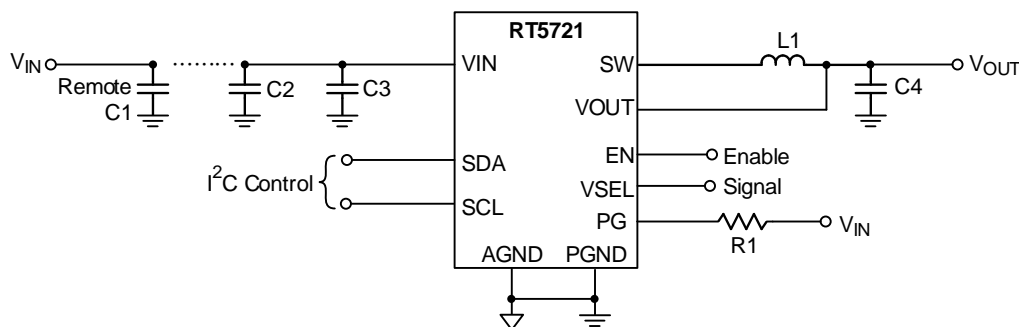 RT5721
L1
VIN
VIN
SW
VOUT
Remote
C1
C2
C3
C4
VOUT
EN
Enable
SDA
I²C Control
VSEL
Signal
SCL
PG
VIN
R1
AGND
PGND